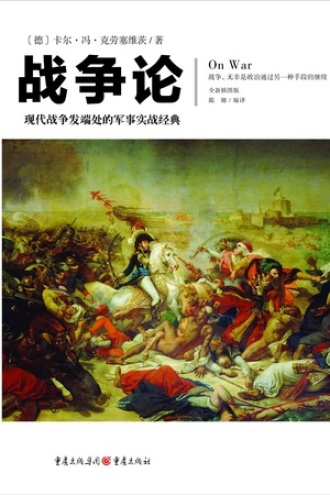 ［德］卡尔·冯·克劳塞维茨／著
战争论
On War
战争，无非是政治通过另一种手段的继续
全新插图版
陈娜／编译
现代战争发端处的军事实战经典
重庆出版集团 重庆出版社